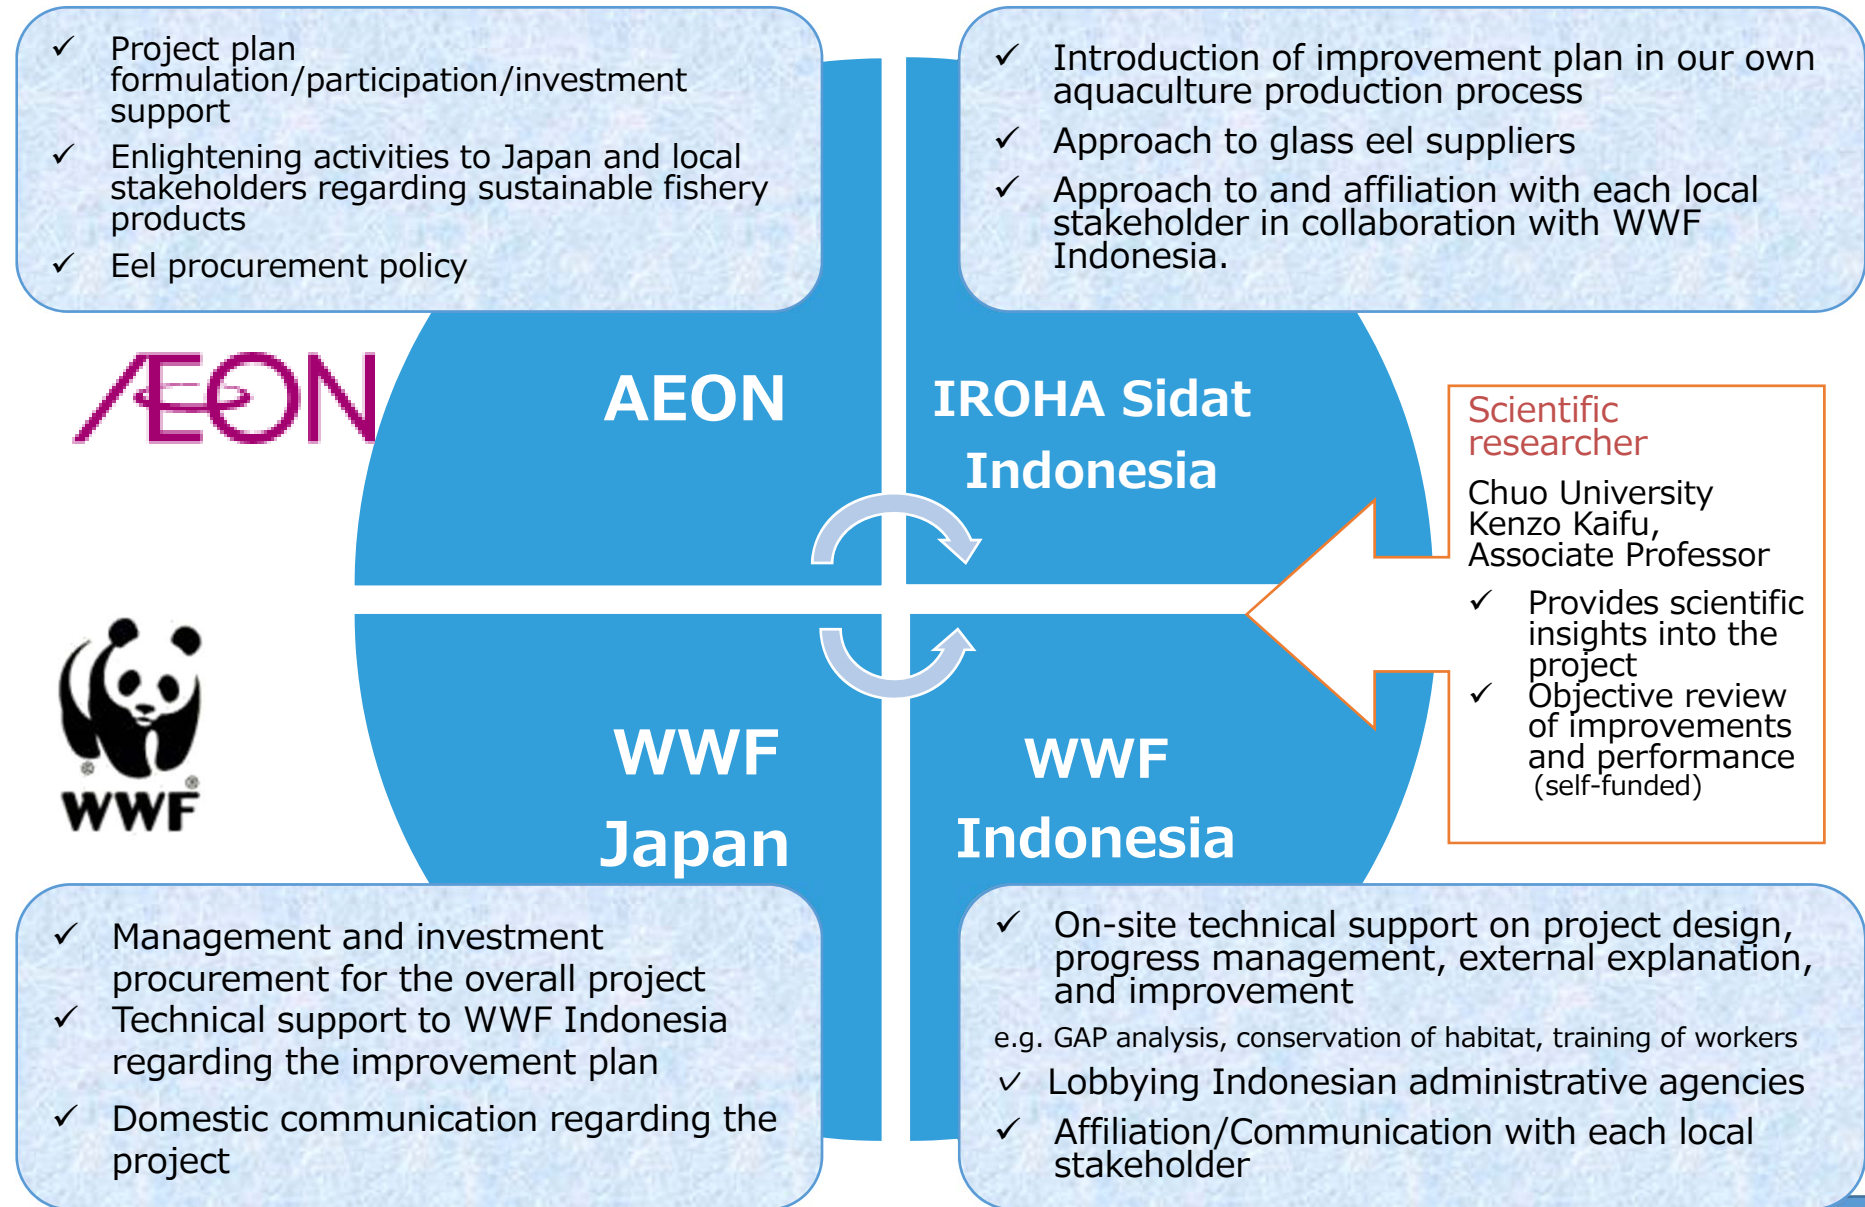 ✓ Project plan
formulation/participation/investment
support
✓ Enlightening activities to Japan and local
stakeholders regarding sustainable fishery
products
✓ Eel procurement policy
✓ Introduction of improvement plan in our own
aquaculture production process
✓ Approach to glass eel suppliers
✓ Approach to and affiliation with each local
stakeholder in collaboration with WWF
Indonesia.
ÆON
AEON
IROHA Sidat
Indonesia
Scientific
researcher
Chuo University
Kenzo Kaifu,
Associate Professor
✓ Provides scientific
insights into the
project
✓ Objective review
of improvements
and performance
(self-funded)
®
WWF
WWF
Japan
WWF
Indonesia
✓ Management and investment
procurement for the overall project
✓ Technical support to WWF Indonesia
regarding the improvement plan
✓ Domestic communication regarding the
project
✓ On-site technical support on project design,
progress management, external explanation,
and improvement
e.g. GAP analysis, conservation of habitat, training of workers
✓ Lobbying Indonesian administrative agencies
✓ Affiliation/Communication with each local
stakeholder